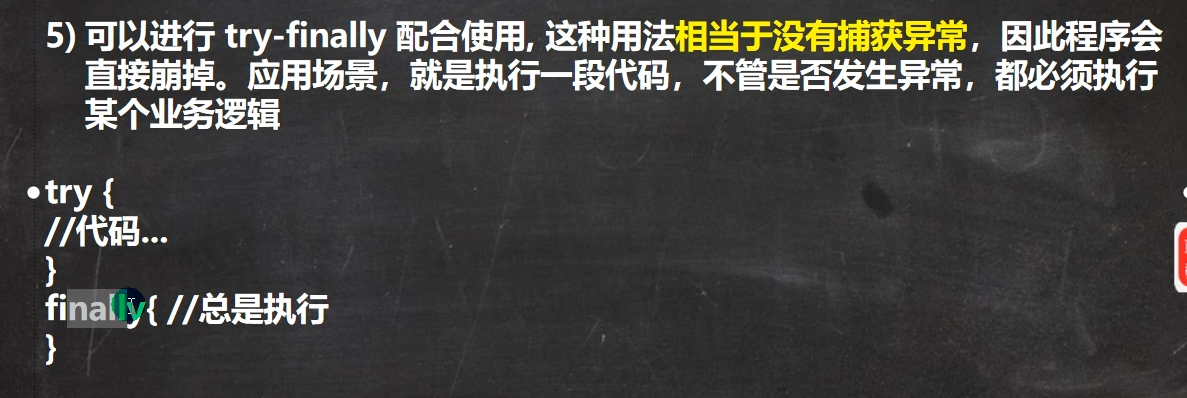 5) 可以进行 try-finally 配合使用, 这种用法相当于没有捕获异常，因此程序会
直接崩掉。应用场景，就是执行一段代码，不管是否发生异常，都必须执行
某个业务逻辑
•try {
//代码...
}
finally{ //总是执行
}